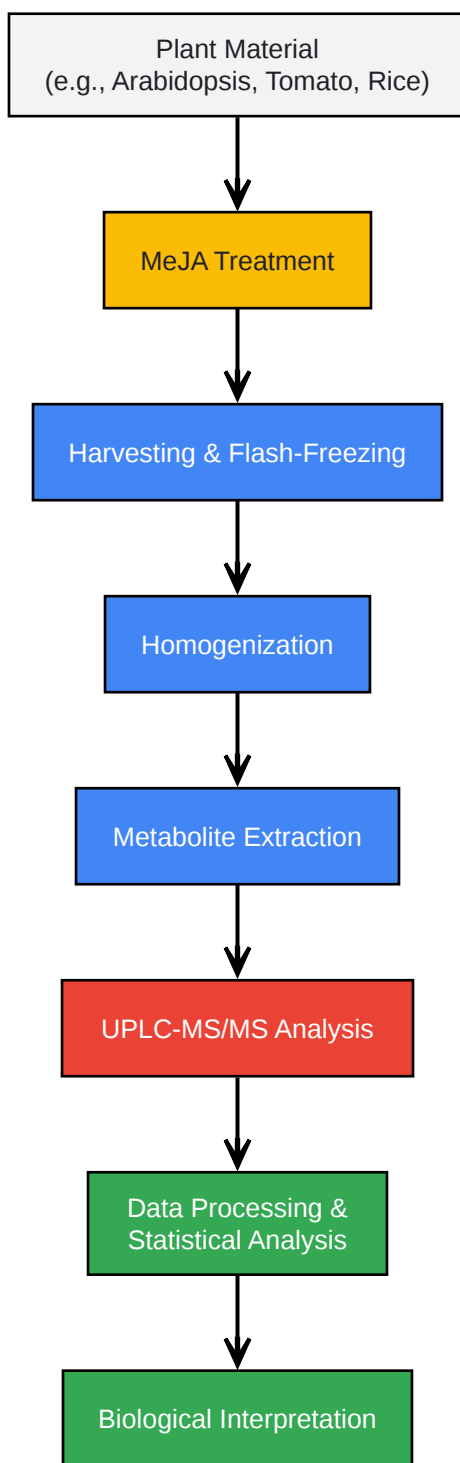 Plant Material
(e.g., Arabidopsis, Tomato, Rice)
MeJA Treatment
Harvesting & Flash-Freezing
Homogenization
Metabolite Extraction
UPLC-MS/MS Analysis
Data Processing &
Statistical Analysis
Biological Interpretation